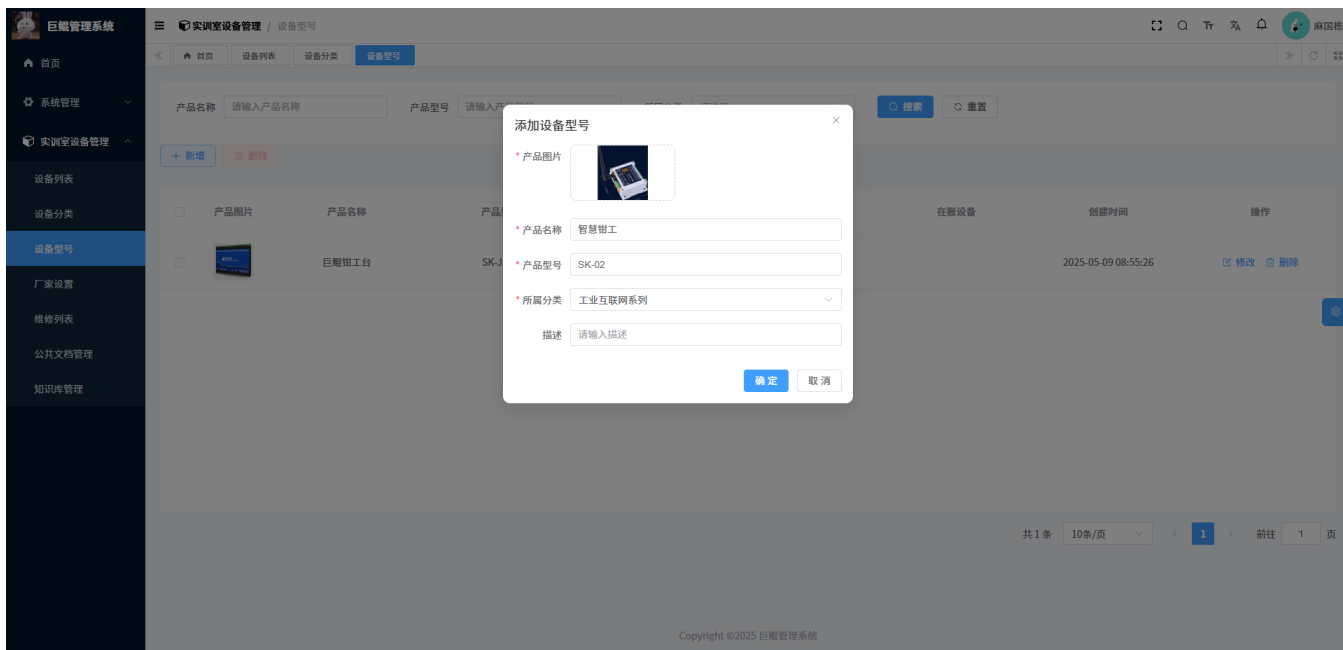 巨鲲管理系统
首页
系统管理
实训室设备管理
设备列表
设备分类
设备型号
厂家设置
维修列表
公共文档管理
知识库管理
实训室设备管理 / 设备型号
麻国栋
首页 设备列表 设备分类 设备型号
产品名称 请输入产品名称 产品型号 搜索 重置
+ 新增 删除
产品图片 产品名称 在账设备 创建时间 操作
巨鲲钳工台 SK-J 2025-05-09 08:55:26 修改 删除
添加设备型号
* 产品图片
* 产品名称 智慧钳工
* 产品型号 SK-02
* 所属分类 工业互联网系列
描述 请输入描述
确定 取消
共 1 条 10条/页 1 前往 1 页
Copyright ©2025 巨鲲管理系统